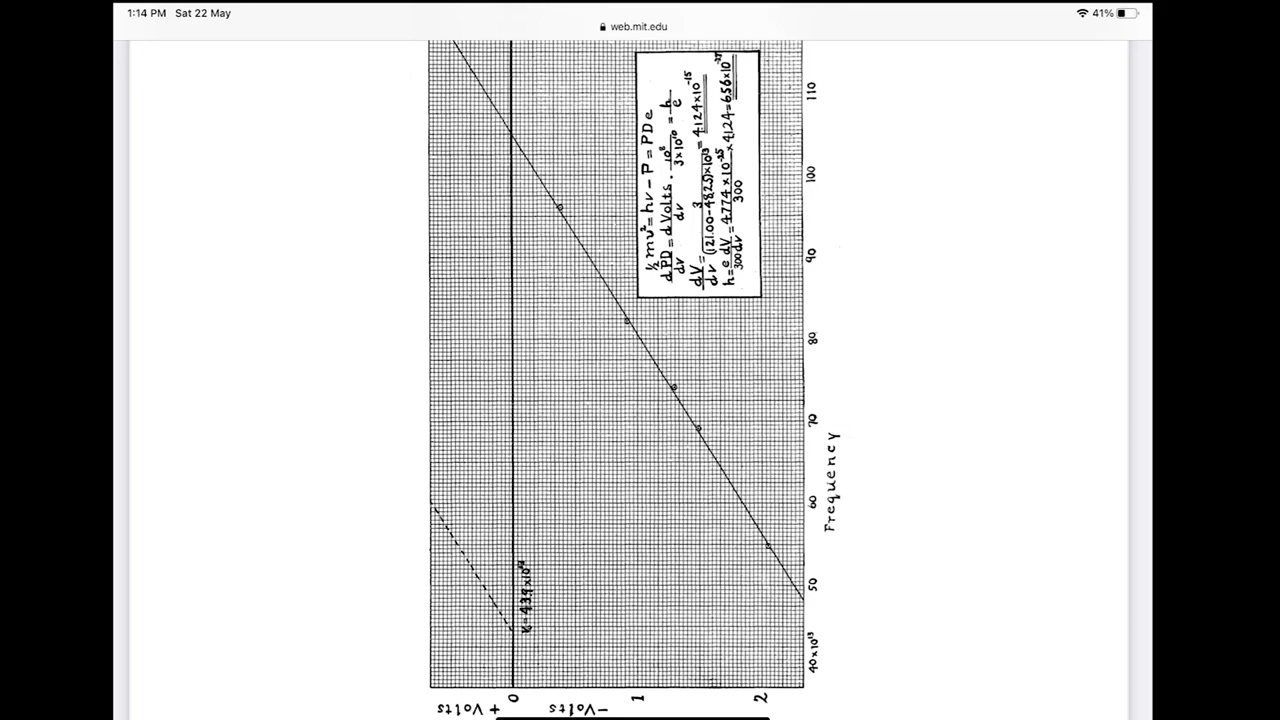 1:14 PM Sat 22 May
41%
web.mit.edu
½mv² = hν − P = PDe
dPD/dν = dVolts/dν · 10⁸/3×10¹⁰ = h/e
dV/dν = 3/(121.00−48.25)×10¹³ = 4.124×10⁻¹⁵
h = e/300 dV/dν = 4.774×10⁻²⁵/300 × 4.124 = 6.56×10⁻²⁷
ν₀ = 43.9×10¹³
+ Volts
− Volts
0
1
2
40×10¹³
50
60
70
80
90
100
110
Frequency